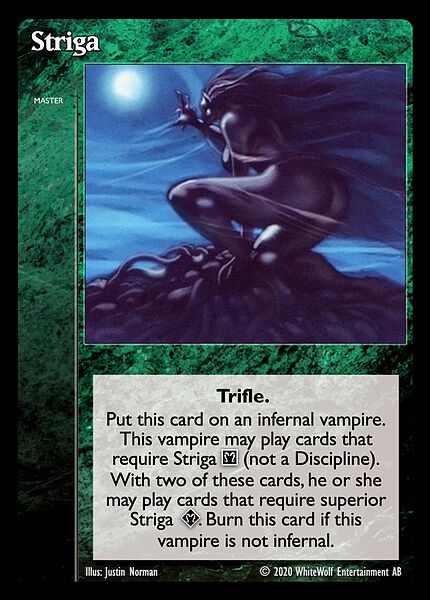 Striga
MASTER
Trifle.
Put this card on an infernal vampire.
This vampire may play cards that
require Striga (not a Discipline).
With two of these cards, he or she
may play cards that require superior
Striga . Burn this card if this
vampire is not infernal.
Illus: Justin Norman
© 2020 WhiteWolf Entertainment AB